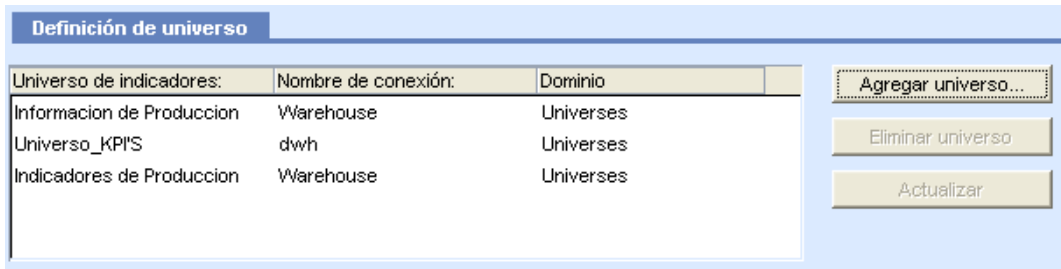 Definición de universo
Universo de indicadores: Nombre de conexión: Dominio
Agregar universo...
Informacion de Produccion Warehouse Universes
Universo_KPI'S dwh Universes
Eliminar universo
Indicadores de Produccion Warehouse Universes
Actualizar